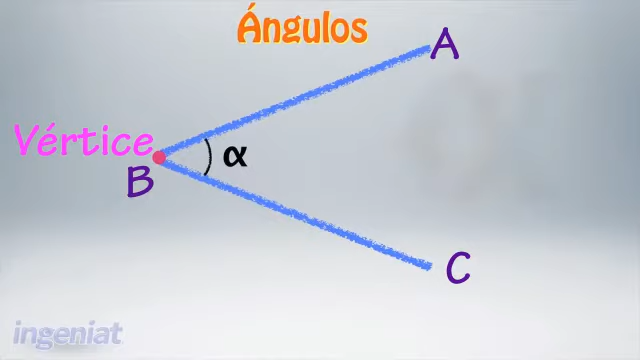 Ángulos
A
Vértice
α
B
C
ingeniat